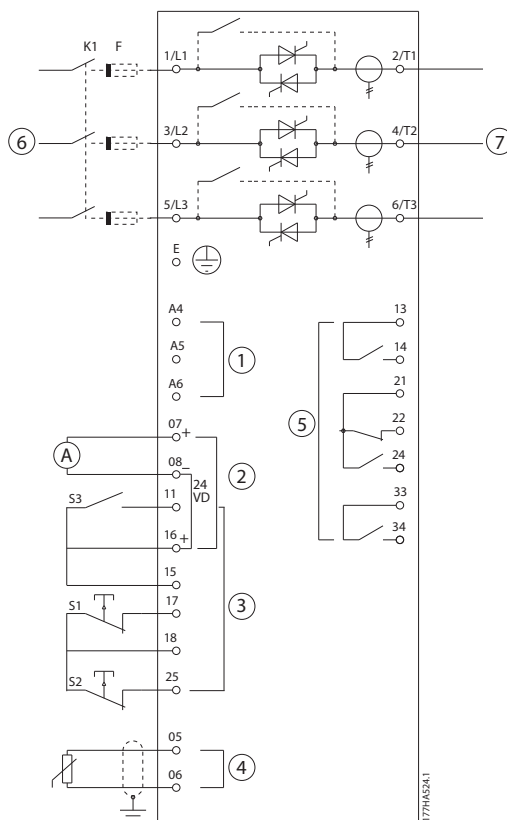 K1 F 1/L1 2/T1
6 3/L2 4/T2 7
5/L3 6/T3
E
A4 13
A5 1 14
A6 21
07 + 5 22
A 08 − 2 24
S3 11 24 VD 33
16 + 34
15
S1 17 3
18
S2 25
05
4
06
177HA524.1